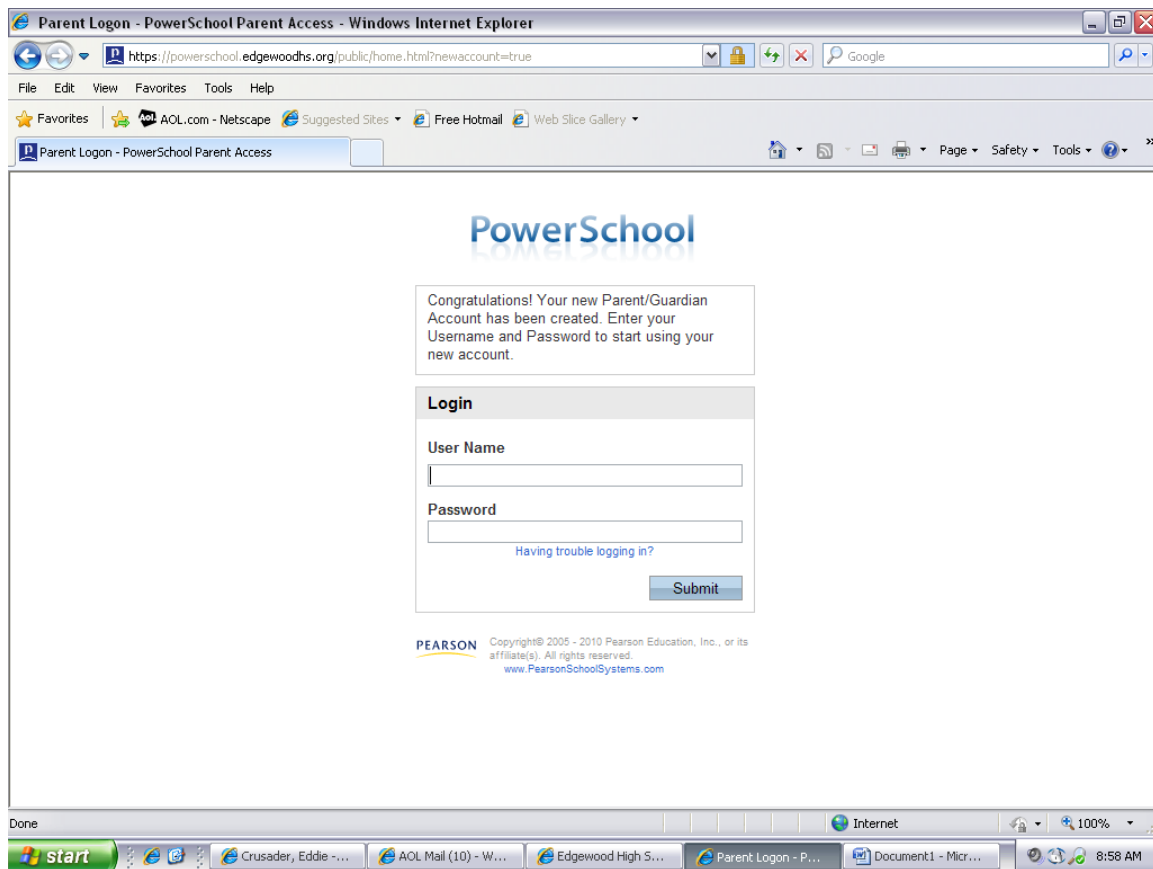 Parent Logon - PowerSchool Parent Access - Windows Internet Explorer
https://powerschool.edgewoodhs.org/public/home.html?newaccount=true
Google
File Edit View Favorites Tools Help
Favorites AOL.com - Netscape Suggested Sites Free Hotmail Web Slice Gallery
Parent Logon - PowerSchool Parent Access Page Safety Tools
PowerSchool
Congratulations! Your new Parent/Guardian
Account has been created. Enter your
Username and Password to start using your
new account.
Login
User Name
Password
Having trouble logging in?
Submit
PEARSON
Copyright© 2005 - 2010 Pearson Education, Inc., or its
affiliate(s). All rights reserved.
www.PearsonSchoolSystems.com
Done Internet 100%
start Crusader, Eddie -... AOL Mail (10) - W... Edgewood High S... Parent Logon - P... Document1 - Micr... 8:58 AM